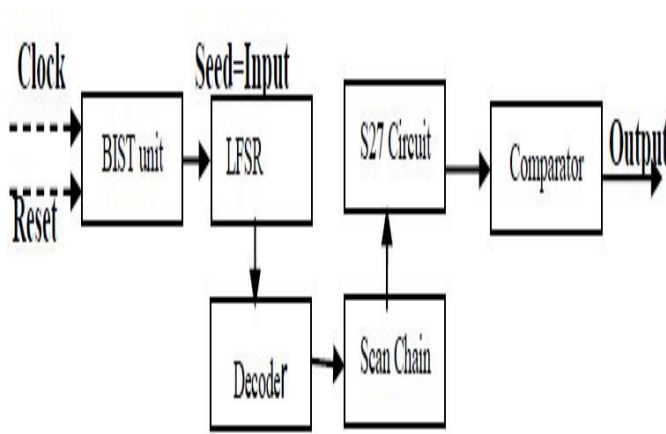 Clock
Seed=Input
BIST unit
LFSR
S27 Circuit
Comparator
Output
Reset
Decoder
Scan Chain